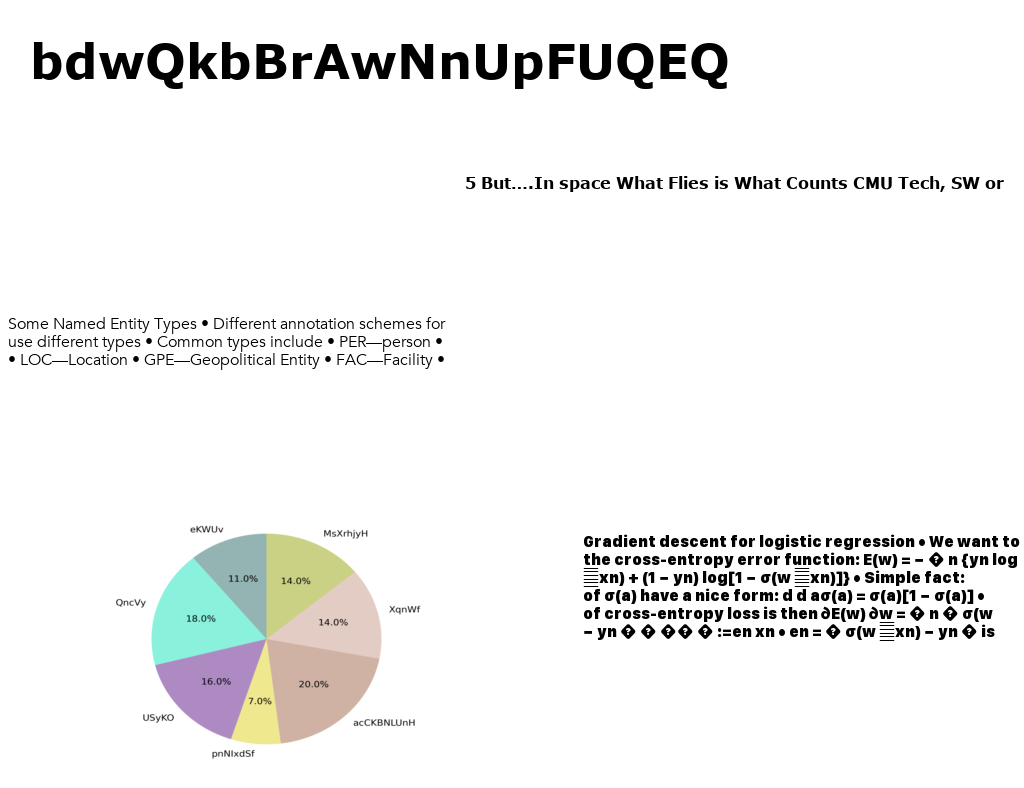 bdwQkbBrAwNnUpFUQEQ
5 But….In space What Flies is What Counts CMU Tech, SW or
Some Named Entity Types • Different annotation schemes for
use different types • Common types include • PER—person •
• LOC—Location • GPE—Geopolitical Entity • FAC—Facility •
eKWUv
MsXrhjyH
11.0%
14.0%
QncVy
XqnWf
18.0%
14.0%
16.0%
20.0%
7.0%
USyKO
acCKBNLUnH
pnNIxdSf
Gradient descent for logistic regression • We want to
the cross-entropy error function: E(w) = − � n {yn log
xn) + (1 − yn) log[1 − σ(w xn)]} • Simple fact:
of σ(a) have a nice form: d d aσ(a) = σ(a)[1 − σ(a)] •
of cross-entropy loss is then ∂E(w) ∂w = � n � σ(w
− yn � � �� � :=en xn • en = � σ(w xn) − yn � is